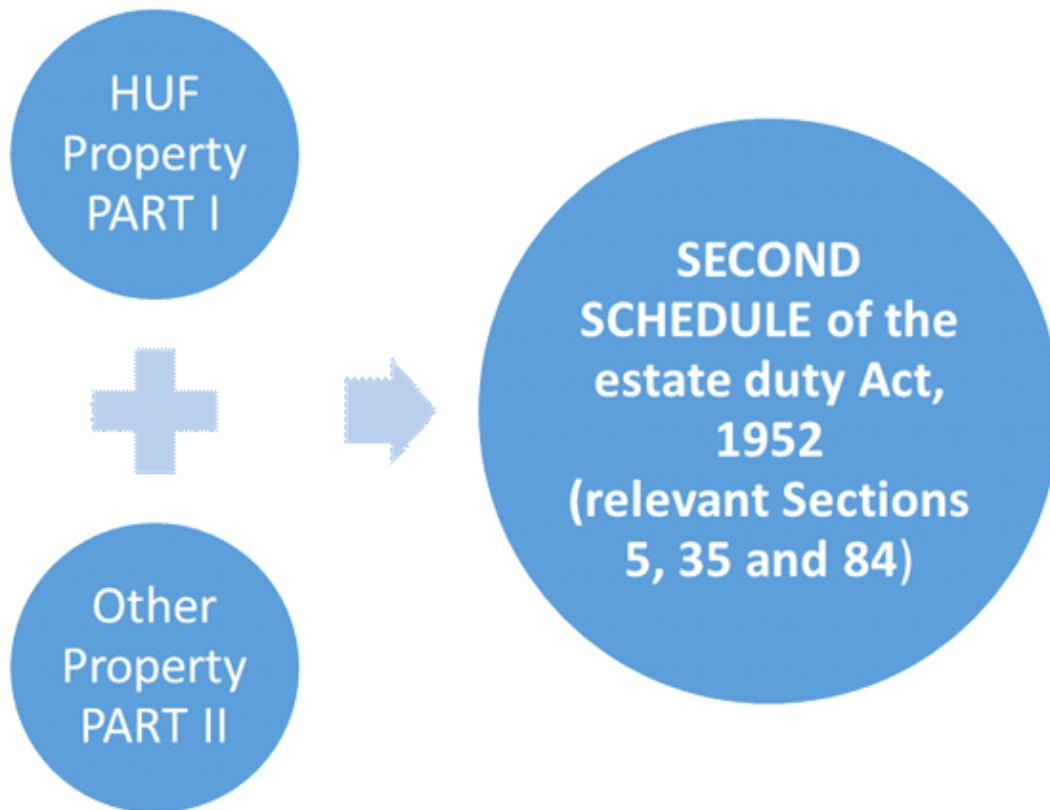 HUF
Property
PART I
Other
Property
PART II
SECOND
SCHEDULE of the
estate duty Act,
1952
(relevant Sections
5, 35 and 84)